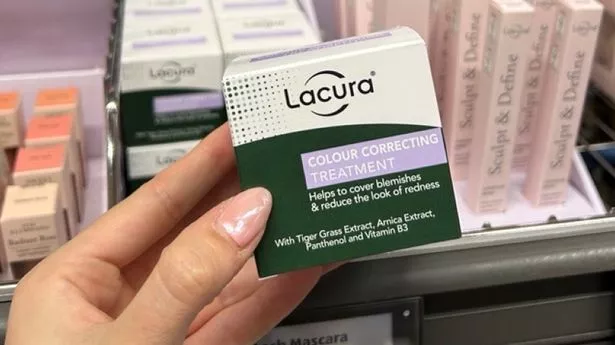 Lacura
Lacura
COLOUR CORRECTING
TREATMENT
Helps to cover blemishes
& reduce the look of redness
With Tiger Grass Extract, Arnica Extract,
Panthenol and Vitamin B3
Sculpt & Define
Sculpt & Define
Mascara